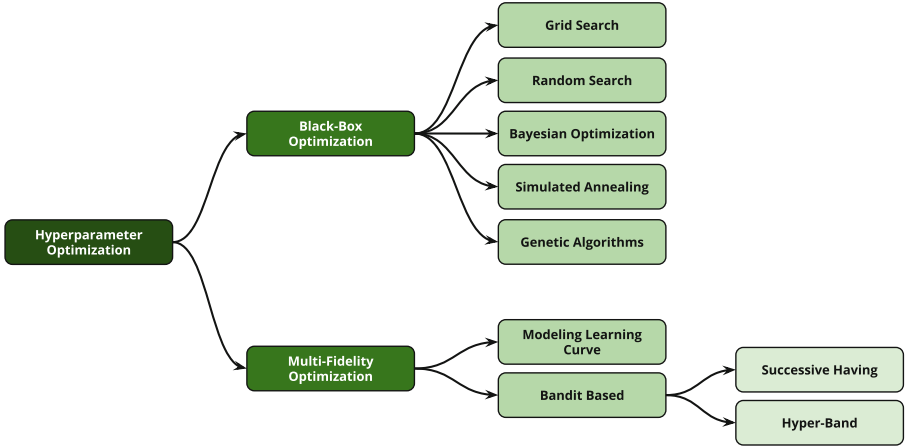 Grid Search
Random Search
Black-Box
Optimization
Bayesian Optimization
Simulated Annealing
Genetic Algorithms
Hyperparameter
Optimization
Modeling Learning
Curve
Multi-Fidelity
Optimization
Bandit Based
Successive Having
Hyper-Band